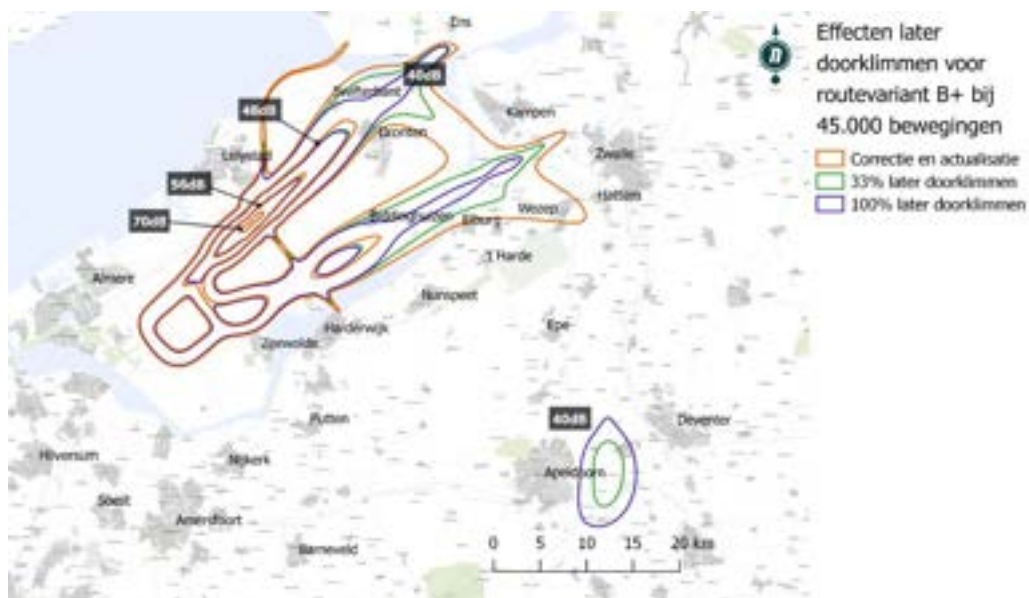 Effecten later
doorklimmen voor
routevariant B+ bij
45.000 bewegingen
Correctie en actualisatie
33% later doorklimmen
100% later doorklimmen
Ens
40dB
Swifterbant
48dB
Kampen
Dronten
Lelystad
Zwolle
56dB
Hattem
70dB
Biddinghuizen
Elburg
Wezep
't Harde
Almere
Nunspeet
Harderwijk
Epe
Zeewolde
40dB
Putten
Deventer
Hilversum
Nijkerk
Apeldoorn
Soest
Amersfoort
Barneveld
0 5 10 15 20 km